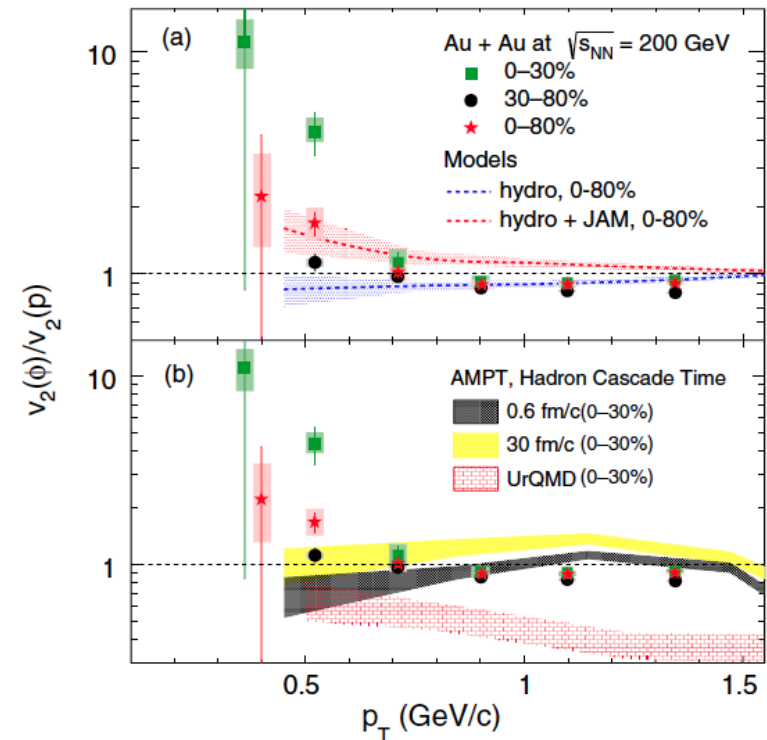 (a)
Au + Au at √sNN = 200 GeV
0–30%
30–80%
0–80%
Models
hydro, 0-80%
hydro + JAM, 0-80%
10
1
v2(ϕ)/v2(p)
(b)
AMPT, Hadron Cascade Time
0.6 fm/c(0–30%)
30 fm/c (0–30%)
UrQMD (0–30%)
10
1
0.5 1 1.5
pT (GeV/c)